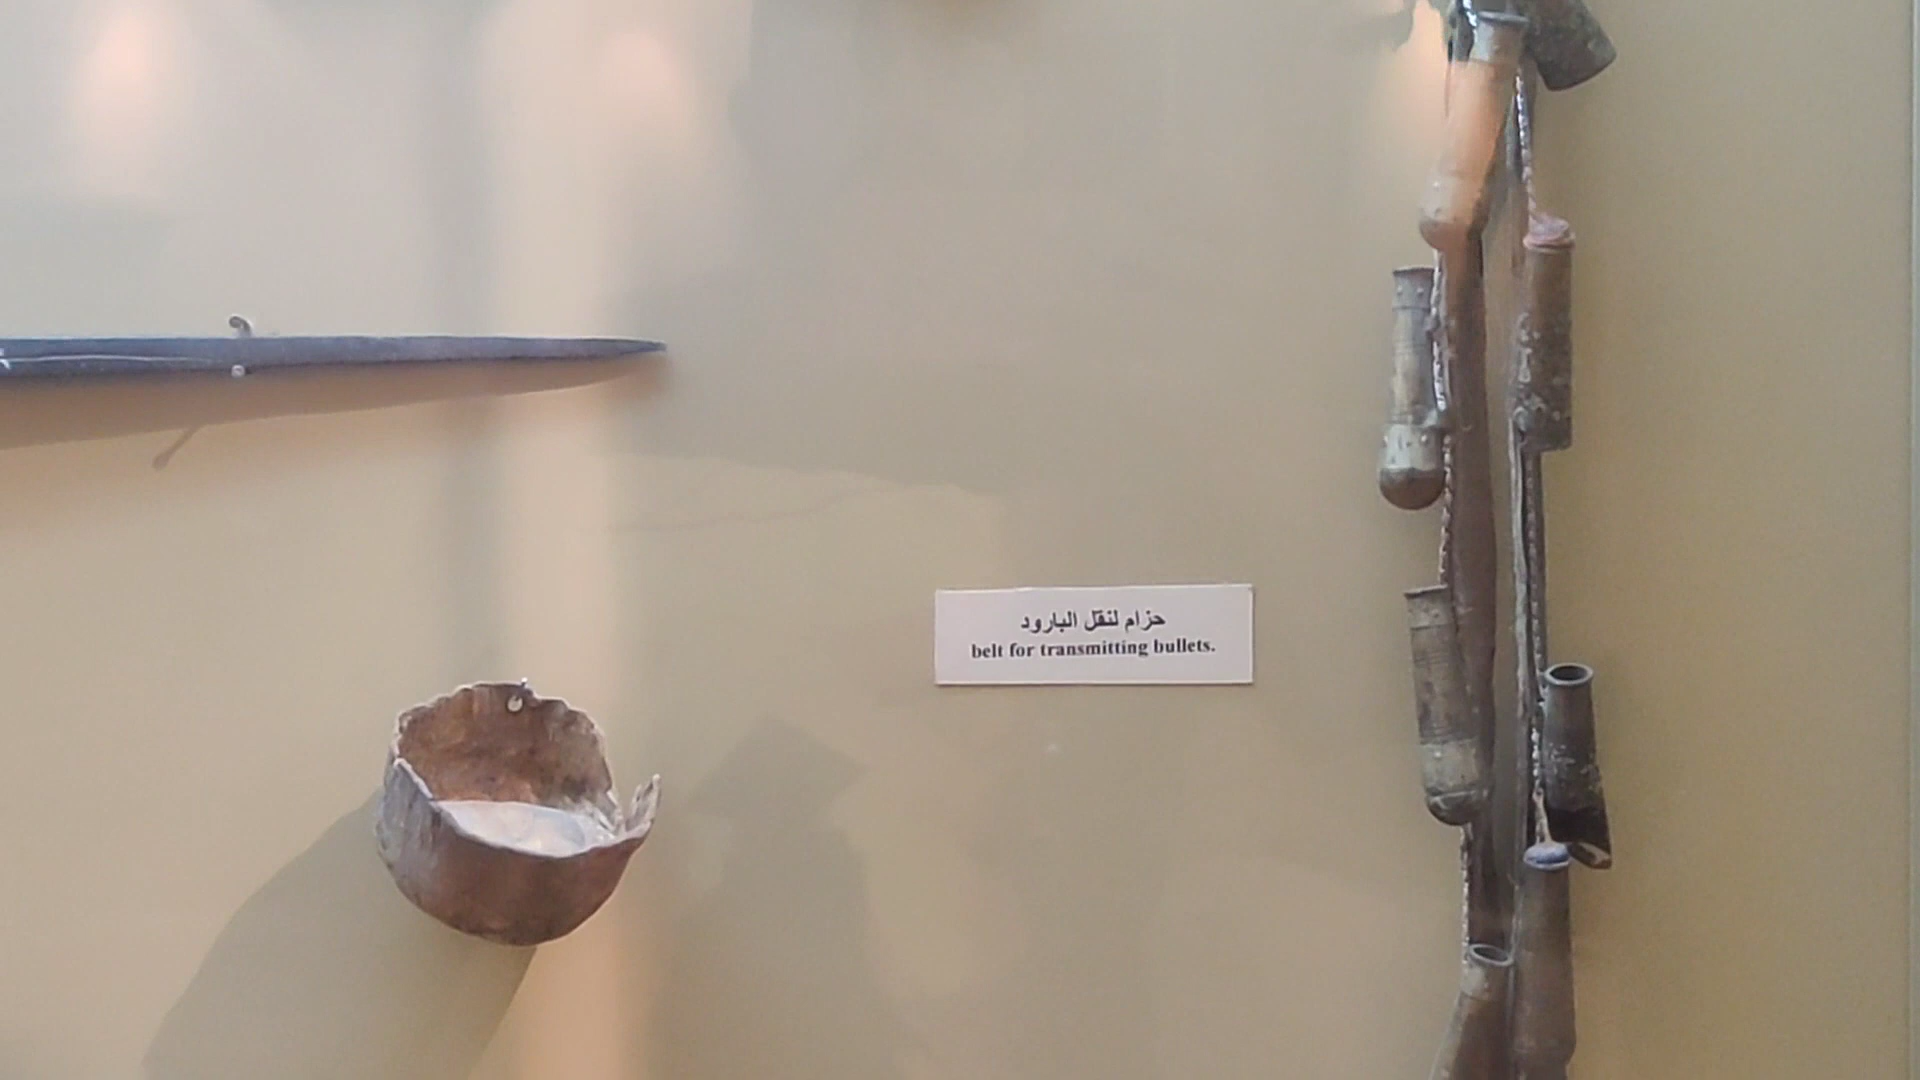 حزام لنقل البارود
belt for transmitting bullets.